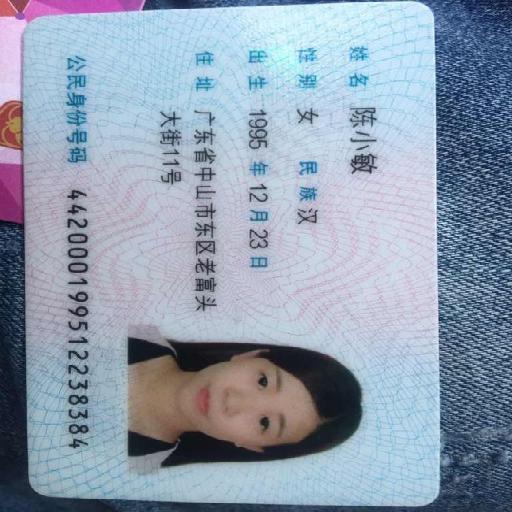 姓名 陈小敏
性别 女 民族 汉
出生 1995 年 12 月 23 日
住址 广东省中山市东区老富头
大街11号
公民身份号码 442000199512238384